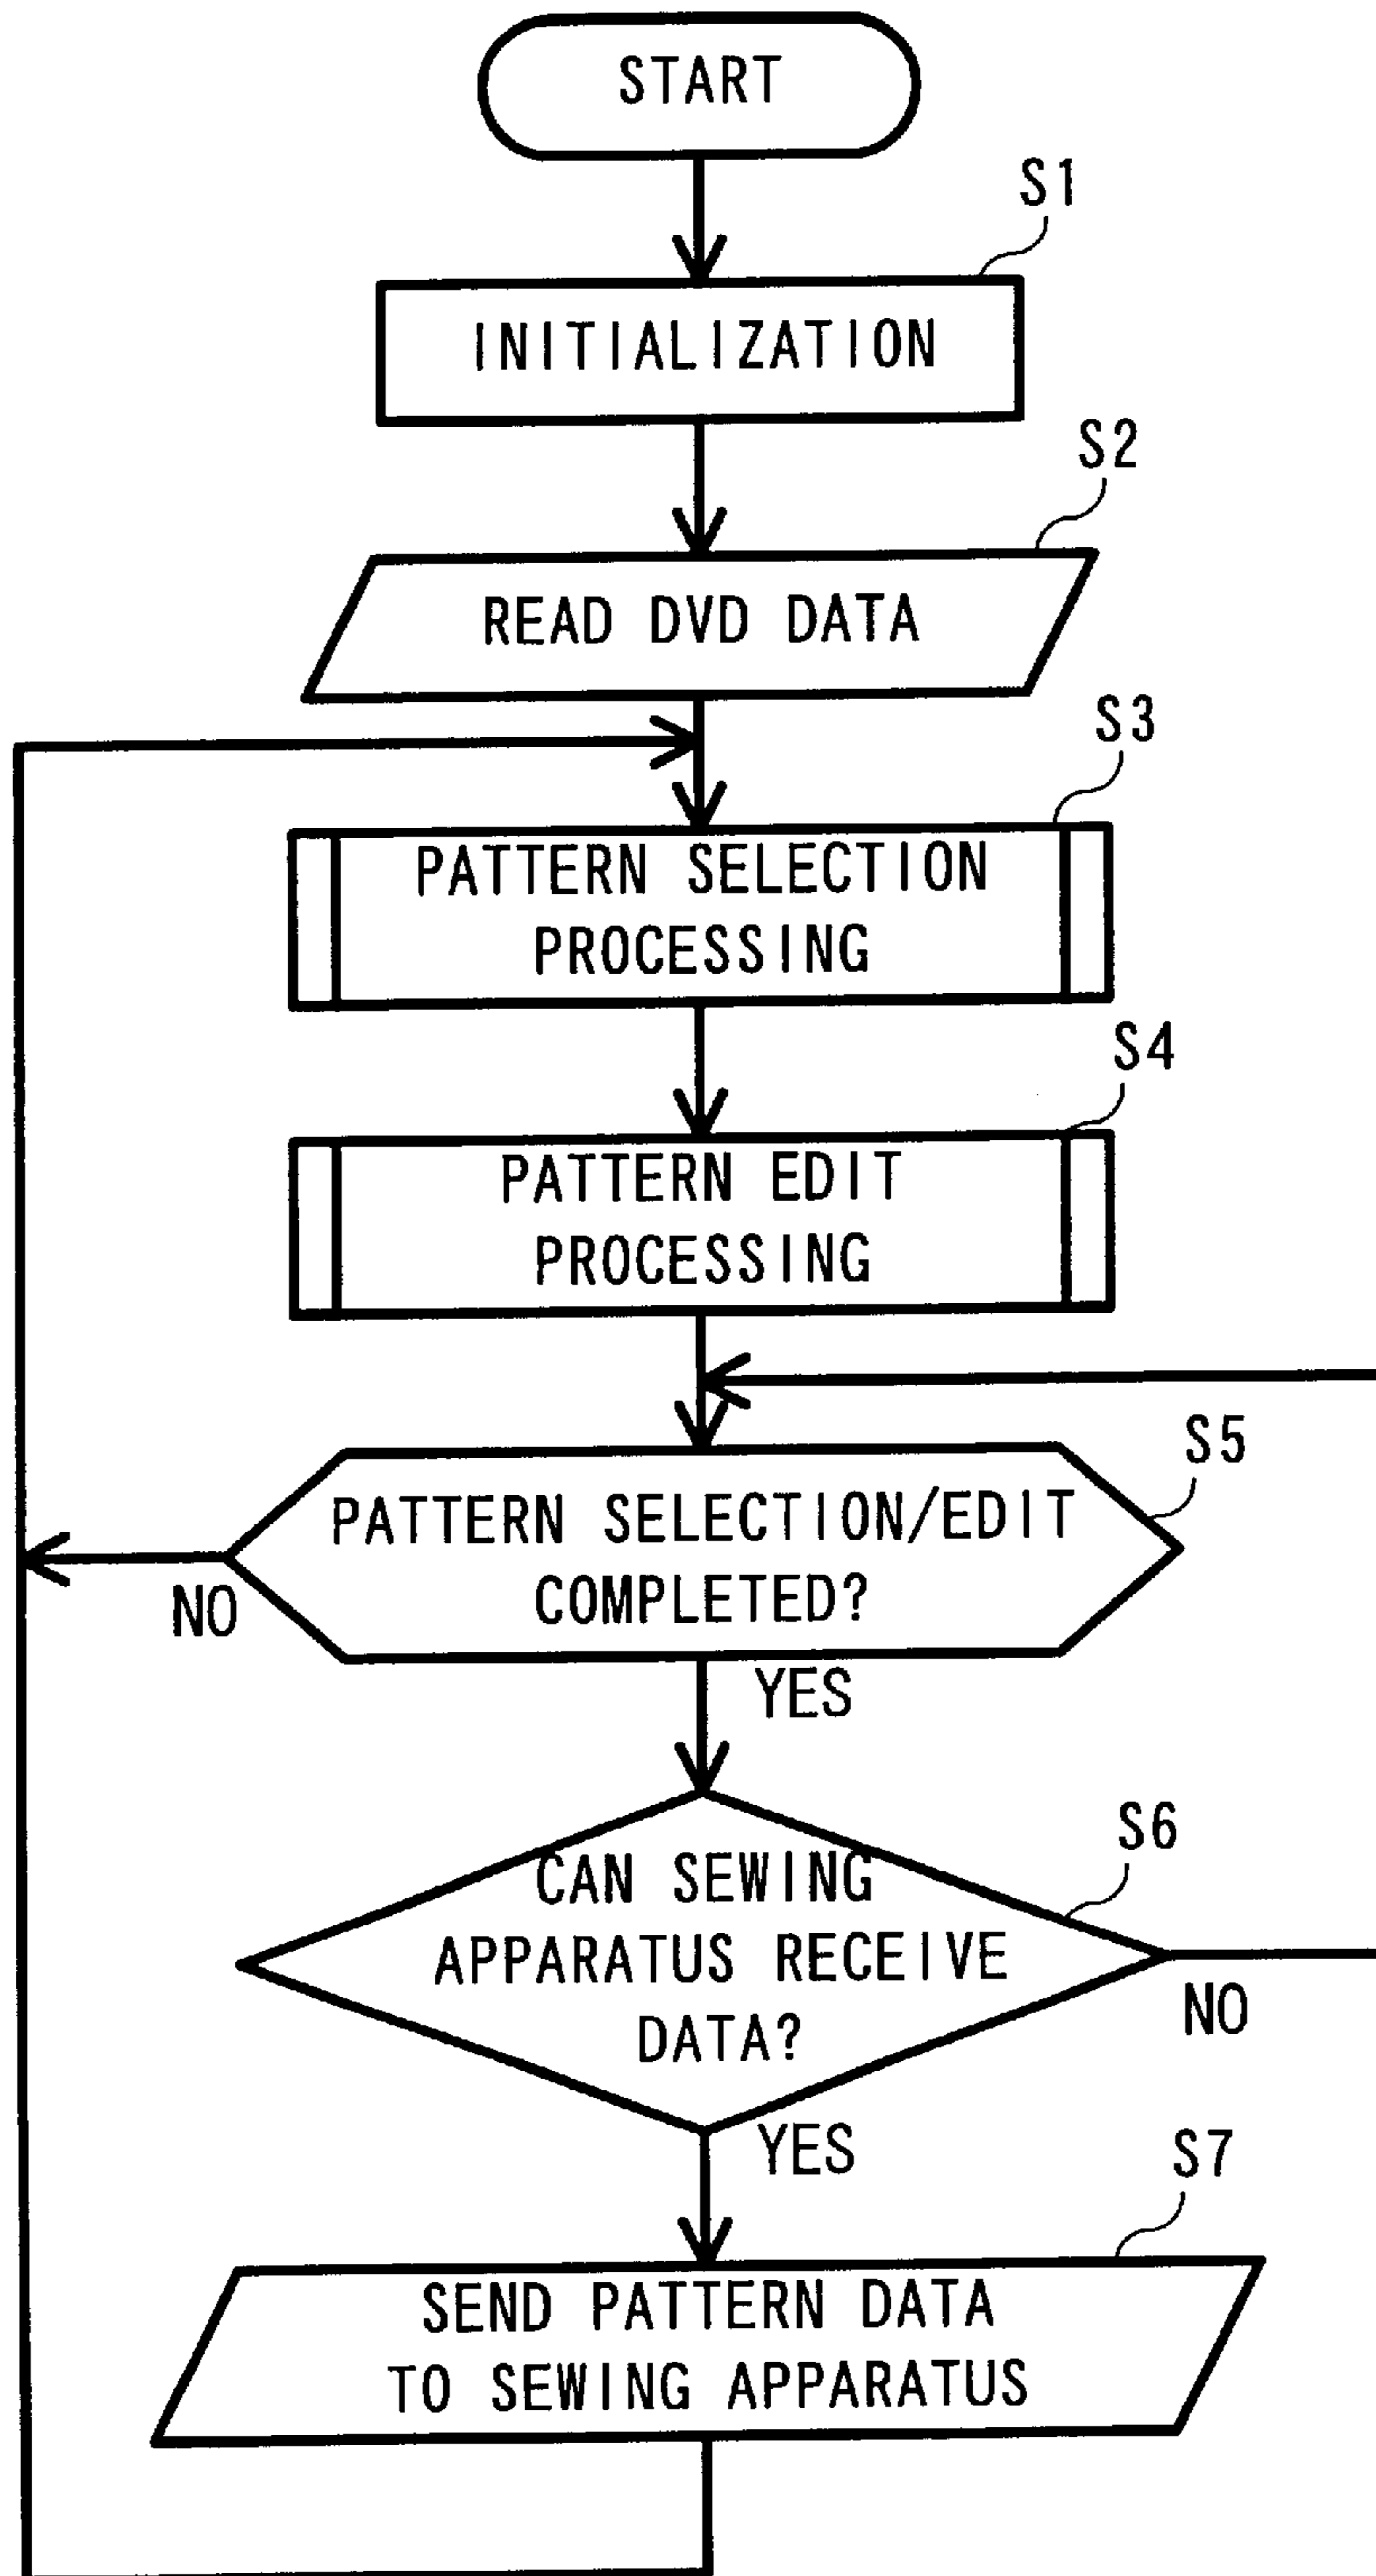 START
S1
INITIALIZATION
S2
READ DVD DATA
S3
PATTERN SELECTION
PROCESSING
S4
PATTERN EDIT
PROCESSING
S5
PATTERN SELECTION/EDIT
COMPLETED?
NO
YES
S6
CAN SEWING
APPARATUS RECEIVE
DATA?
NO
YES
S7
SEND PATTERN DATA
TO SEWING APPARATUS